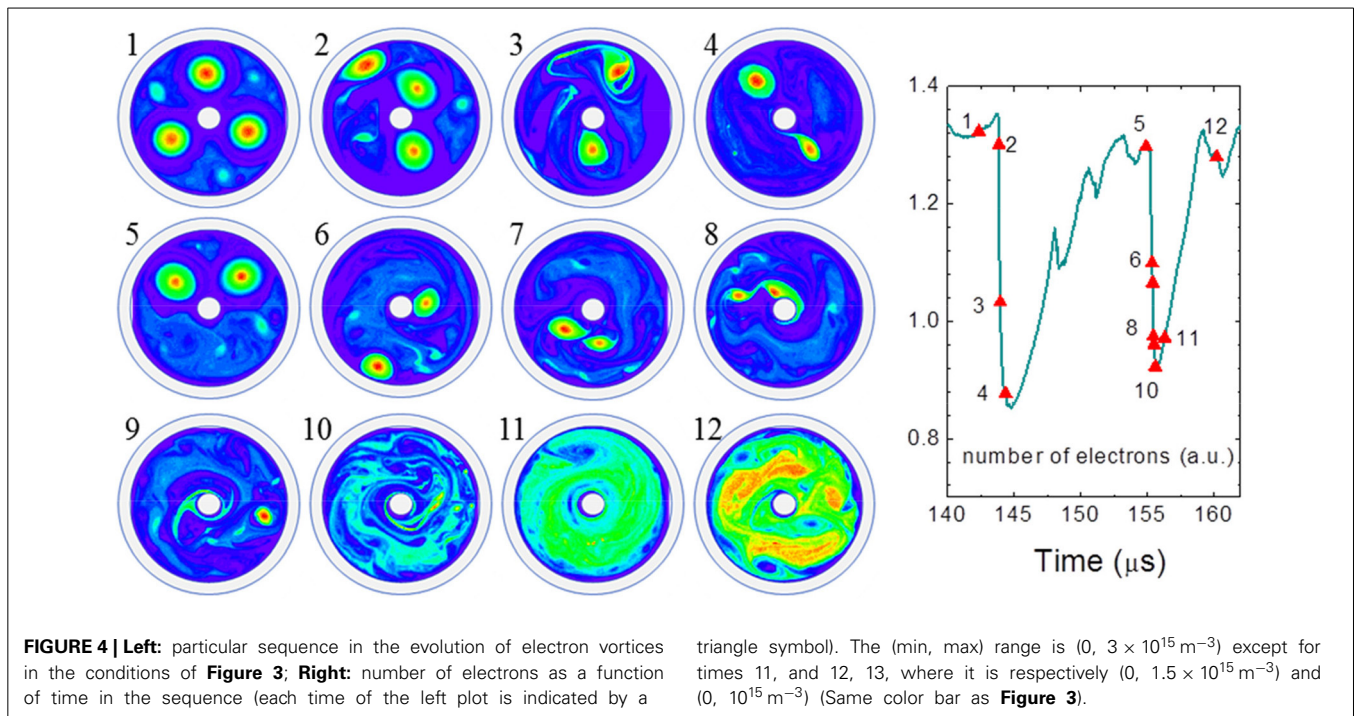 1
2
3
4
5
6
7
8
9
10
11
12
1.4
1.2
1.0
0.8
1
2
3
4
5
6
8
10
11
12
number of electrons (a.u.)
140 145 150 155 160
Time (μs)
FIGURE 4 | Left: particular sequence in the evolution of electron vortices
in the conditions of Figure 3; Right: number of electrons as a function
of time in the sequence (each time of the left plot is indicated by a
triangle symbol). The (min, max) range is (0, 3 × 10¹⁵ m⁻³) except for
times 11, and 12, 13, where it is respectively (0, 1.5 × 10¹⁵ m⁻³) and
(0, 10¹⁵ m⁻³) (Same color bar as Figure 3).